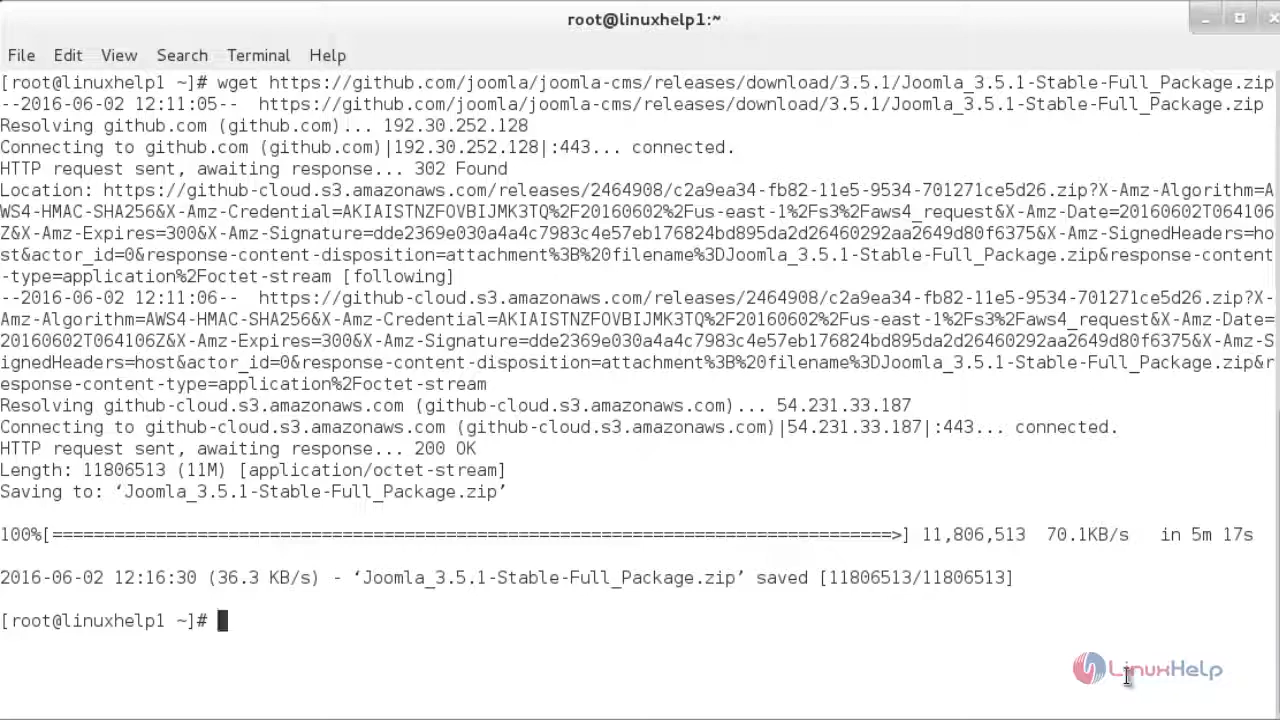 root@linuxhelp1:~
File Edit View Search Terminal Help
[root@linuxhelp1 ~]# wget https://github.com/joomla/joomla-cms/releases/download/3.5.1/Joomla_3.5.1-Stable-Full_Package.zip
--2016-06-02 12:11:05--  https://github.com/joomla/joomla-cms/releases/download/3.5.1/Joomla_3.5.1-Stable-Full_Package.zip
Resolving github.com (github.com)... 192.30.252.128
Connecting to github.com (github.com)|192.30.252.128|:443... connected.
HTTP request sent, awaiting response... 302 Found
Location: https://github-cloud.s3.amazonaws.com/releases/2464908/c2a9ea34-fb82-11e5-9534-701271ce5d26.zip?X-Amz-Algorithm=A
WS4-HMAC-SHA256&X-Amz-Credential=AKIAISTNZFOVBIJMK3TQ%2F20160602%2Fus-east-1%2Fs3%2Faws4_request&X-Amz-Date=20160602T064106
Z&X-Amz-Expires=300&X-Amz-Signature=dde2369e030a4a4c7983c4e57eb176824bd895da2d26460292aa2649d80f6375&X-Amz-SignedHeaders=ho
st&actor_id=0&response-content-disposition=attachment%3B%20filename%3DJoomla_3.5.1-Stable-Full_Package.zip&response-content
-type=application%2Foctet-stream [following]
--2016-06-02 12:11:06--  https://github-cloud.s3.amazonaws.com/releases/2464908/c2a9ea34-fb82-11e5-9534-701271ce5d26.zip?X-
Amz-Algorithm=AWS4-HMAC-SHA256&X-Amz-Credential=AKIAISTNZFOVBIJMK3TQ%2F20160602%2Fus-east-1%2Fs3%2Faws4_request&X-Amz-Date=
20160602T064106Z&X-Amz-Expires=300&X-Amz-Signature=dde2369e030a4a4c7983c4e57eb176824bd895da2d26460292aa2649d80f6375&X-Amz-S
ignedHeaders=host&actor_id=0&response-content-disposition=attachment%3B%20filename%3DJoomla_3.5.1-Stable-Full_Package.zip&r
esponse-content-type=application%2Foctet-stream
Resolving github-cloud.s3.amazonaws.com (github-cloud.s3.amazonaws.com)... 54.231.33.187
Connecting to github-cloud.s3.amazonaws.com (github-cloud.s3.amazonaws.com)|54.231.33.187|:443... connected.
HTTP request sent, awaiting response... 200 OK
Length: 11806513 (11M) [application/octet-stream]
Saving to: ‘Joomla_3.5.1-Stable-Full_Package.zip’
100%[=================================================================================>] 11,806,513  70.1KB/s   in 5m 17s
2016-06-02 12:16:30 (36.3 KB/s) - ‘Joomla_3.5.1-Stable-Full_Package.zip’ saved [11806513/11806513]
[root@linuxhelp1 ~]#
LinuxHelp